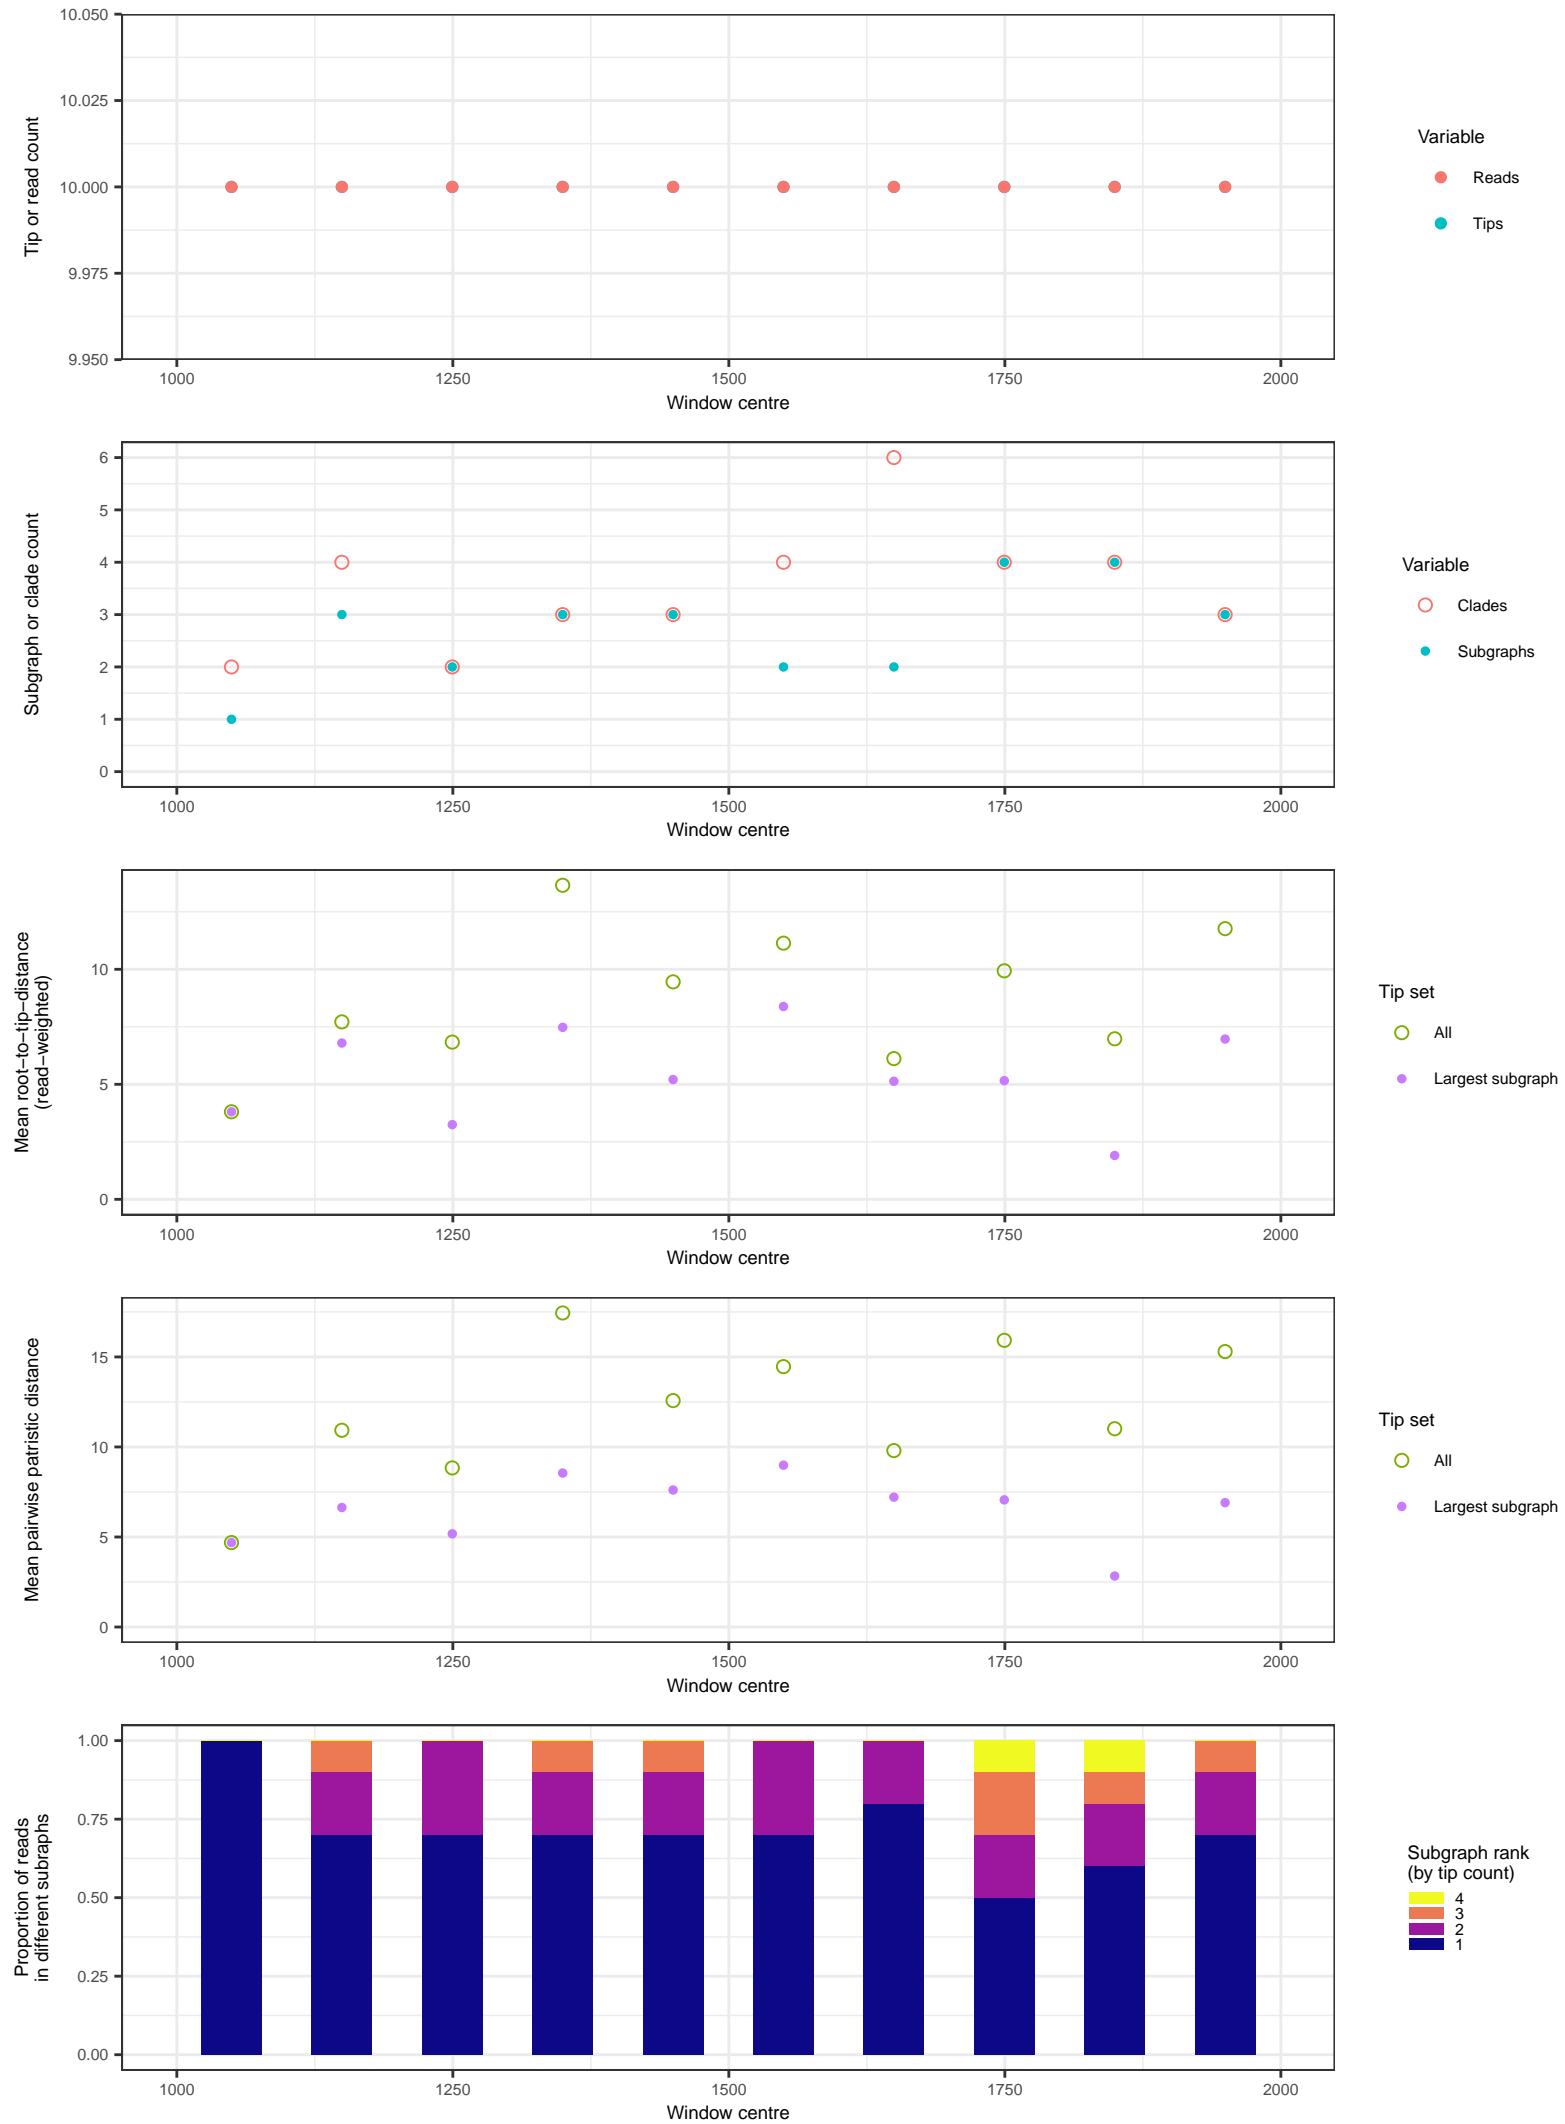 10.050
10.025
10.000
9.975
9.950
Tip or read count
1000 1250 1500 1750 2000
Window centre
Variable
Reads
Tips
6
5
4
3
2
1
0
Subgraph or clade count
1000 1250 1500 1750 2000
Window centre
Variable
Clades
Subgraphs
10
5
0
Mean root−to−tip−distance
(read−weighted)
1000 1250 1500 1750 2000
Window centre
Tip set
All
Largest subgraph
15
10
5
0
Mean pairwise patristic distance
1000 1250 1500 1750 2000
Window centre
Tip set
All
Largest subgraph
1.00
0.75
0.50
0.25
0.00
Proportion of reads
in different subraphs
1000 1250 1500 1750 2000
Window centre
Subgraph rank
(by tip count)
4
3
2
1